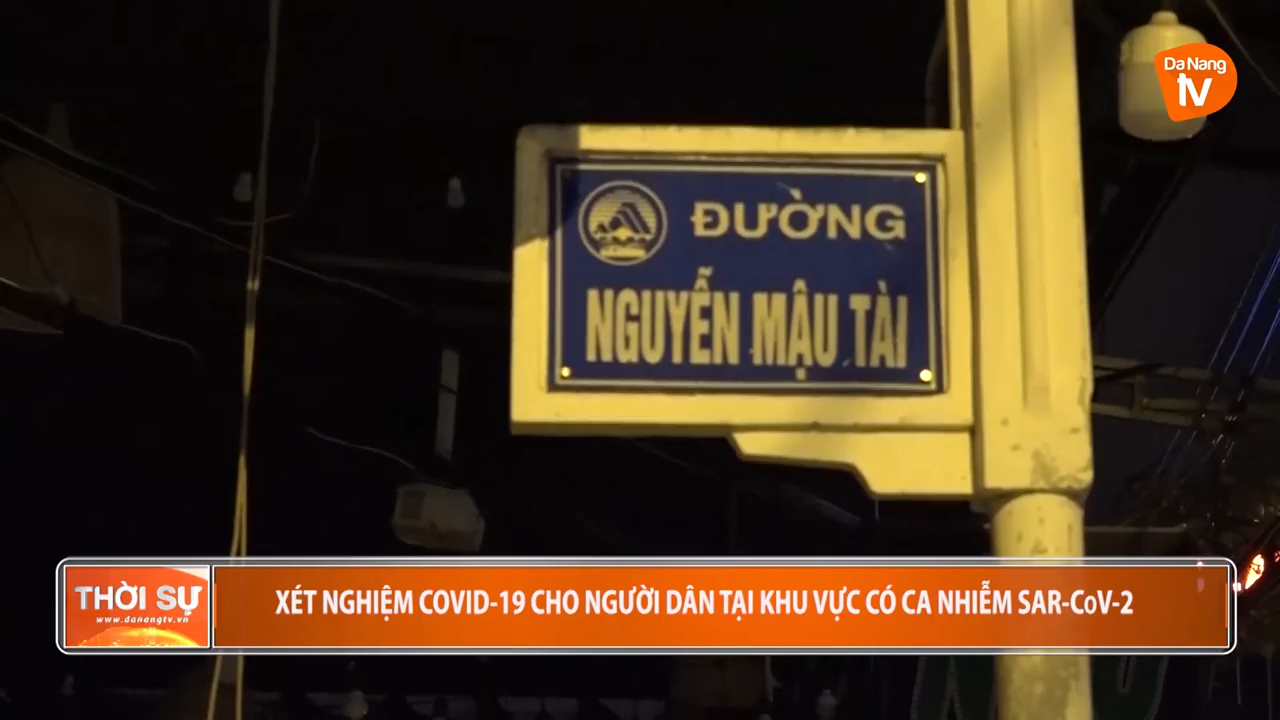 Da Nang
tv
ĐƯỜNG
NGUYỄN MẬU TÀI
THỜI SỰ
www.danangtv.vn
XÉT NGHIỆM COVID-19 CHO NGƯỜI DÂN TẠI KHU VỰC CÓ CA NHIỄM SAR-CoV-2